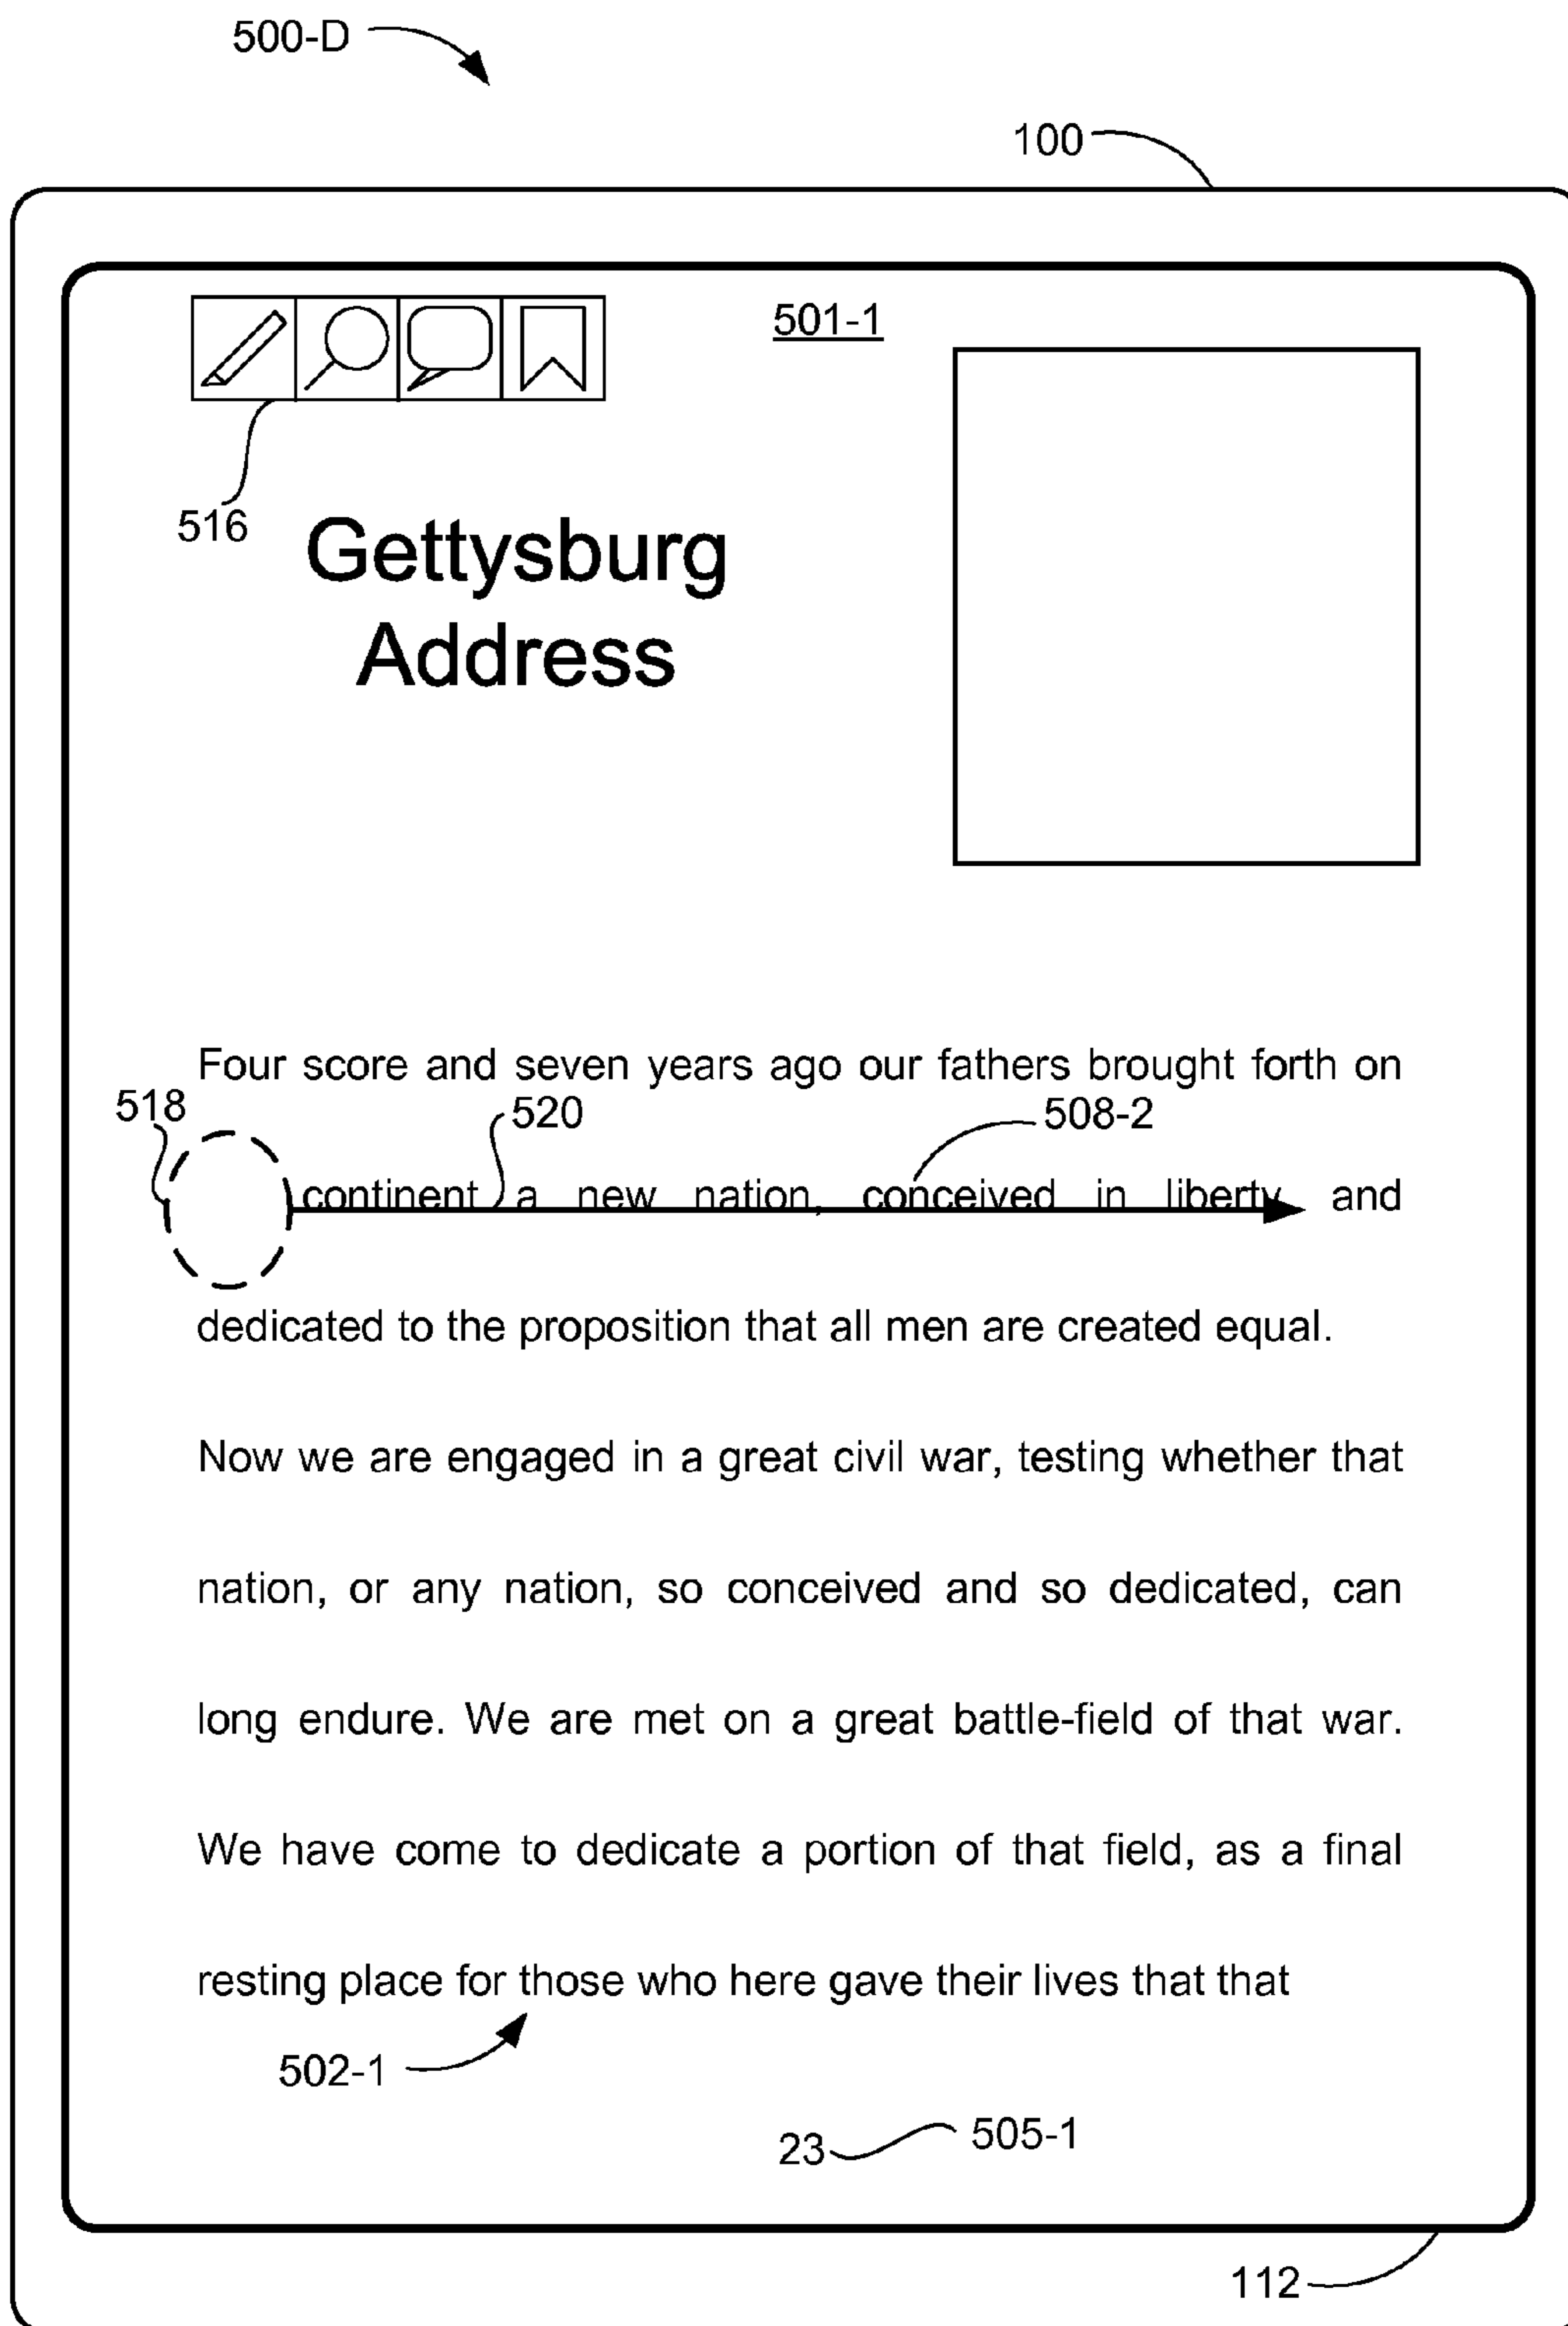 500-D
100
501-1
516
Gettysburg
Address
Four score and seven years ago our fathers brought forth on
518
520
508-2
continent a new nation, conceived in liberty and
dedicated to the proposition that all men are created equal.
Now we are engaged in a great civil war, testing whether that
nation, or any nation, so conceived and so dedicated, can
long endure. We are met on a great battle-field of that war.
We have come to dedicate a portion of that field, as a final
resting place for those who here gave their lives that that
502-1
23
505-1
112